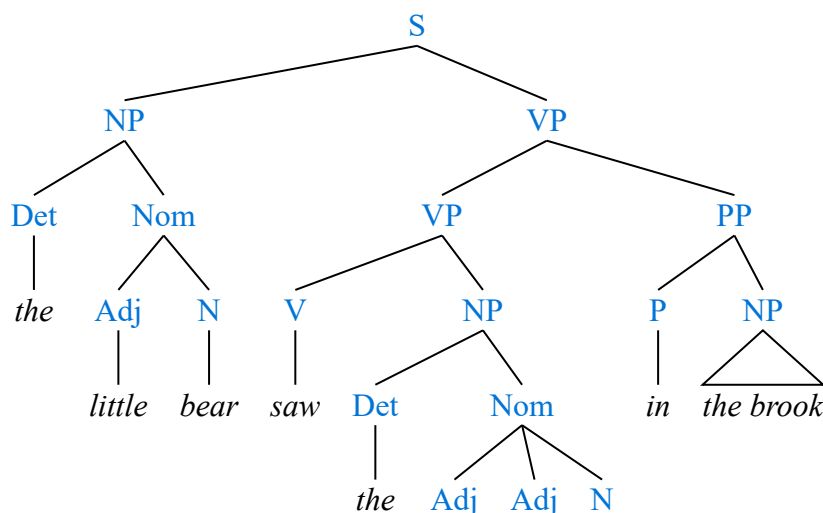 S
NP VP
Det Nom VP PP
the Adj N V NP P NP
little bear saw Det Nom in the brook
the Adj Adj N